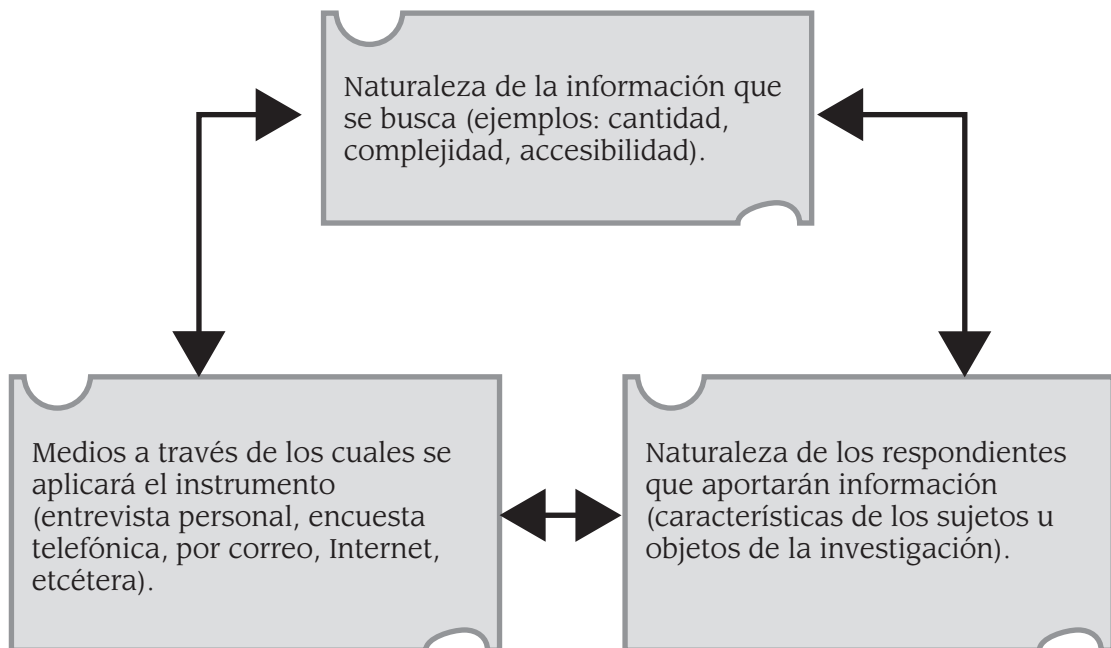 Naturaleza de la información que
se busca (ejemplos: cantidad,
complejidad, accesibilidad).
Medios a través de los cuales se
aplicará el instrumento
(entrevista personal, encuesta
telefónica, por correo, Internet,
etcétera).
Naturaleza de los respondientes
que aportarán información
(características de los sujetos u
objetos de la investigación).